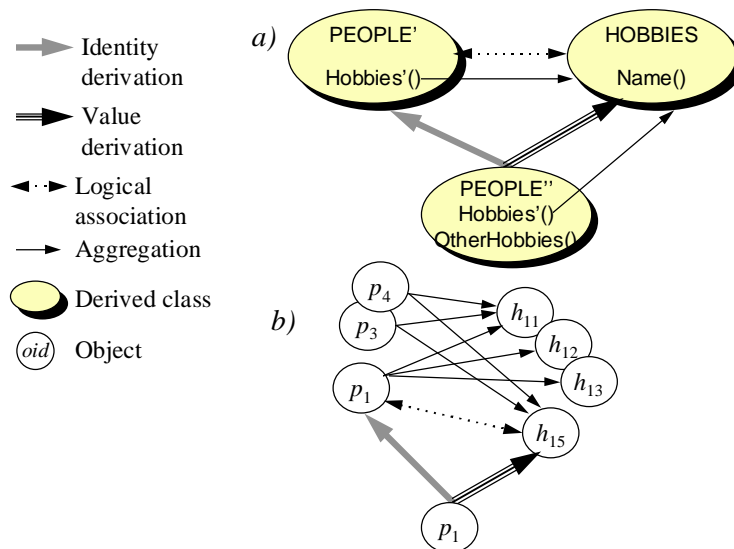 Identity
derivation
Value
derivation
Logical
association
Aggregation
Derived class
oid Object
a)
PEOPLE'
Hobbies'()
HOBBIES
Name()
PEOPLE''
Hobbies'()
OtherHobbies()
b)
p4
p3
p1
h11
h12
h13
h15
p1